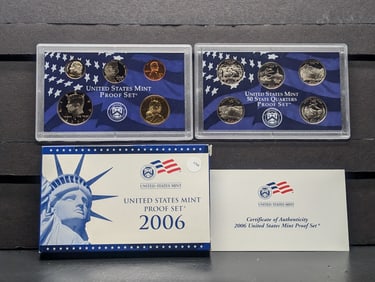 UNITED STATES MINT
PROOF SET
UNITED STATES MINT
50 STATE QUARTERS
PROOF SET
UNITED STATES MINT
UNITED STATES MINT
PROOF SET
2006
UNITED STATES MINT
Certificate of Authenticity
2006 United States Mint Proof Set